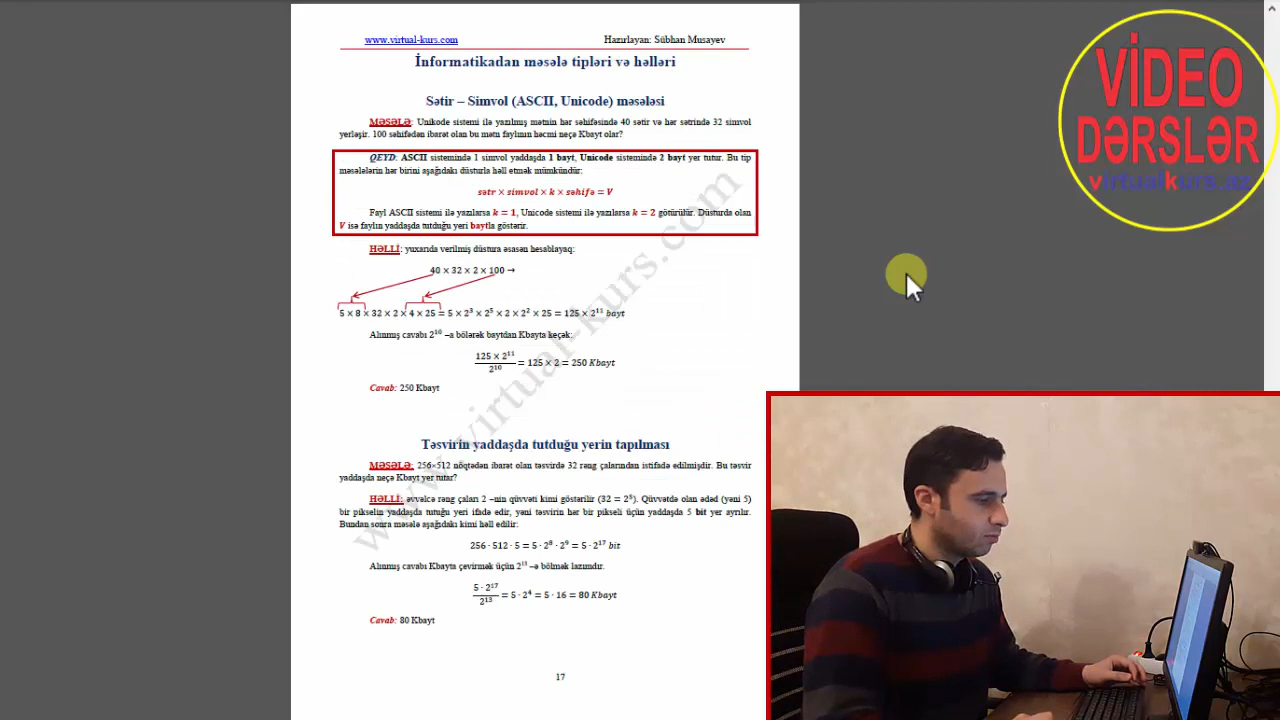 www.virtual-kurs.com Hazırlayan: Sübhan Musayev
İnformatikadan məsələ tipləri və həlləri
Sətir – Simvol (ASCII, Unicode) məsələsi
MƏSƏLƏ: Unikode sistemi ilə yazılmış mətnin hər səhifəsində 40 sətir və hər sətrində 32 simvol
yerləşir. 100 səhifədən ibarət olan bu mətn faylının həcmi neçə Kbayt olar?
QEYD: ASCII sistemində 1 simvol yaddaşda 1 bayt, Unicode sistemində 2 bayt yer tutur. Bu tip
məsələlərin hər birini aşağıdakı düsturla həll etmək mümkündür:
sətr × simvol × k × səhifə = V
Fayl ASCII sistemi ilə yazılarsa k = 1, Unicode sistemi ilə yazılarsa k = 2 götürülür. Düsturda olan
V isə faylın yaddaşda tutduğu yeri baytla göstərir.
HƏLLİ: yuxarıda verilmiş düstura əsasən hesablayaq:
40 × 32 × 2 × 100 →
5 × 8 × 32 × 2 × 4 × 25 = 5 × 2³ × 2⁵ × 2 × 2² × 25 = 125 × 2¹¹ bayt
Alınmış cavabı 2¹⁰ –a bölərək baytdan Kbayta keçək:
125 × 2¹¹
2¹⁰
= 125 × 2 = 250 Kbayt
Cavab: 250 Kbayt
Təsvirin yaddaşda tutduğu yerin tapılması
MƏSƏLƏ: 256×512 nöqtədən ibarət olan təsvirdə 32 rəng çalarından istifadə edilmişdir. Bu təsvir
yaddaşda neçə Kbayt yer tutar?
HƏLLİ: əvvəlcə rəng çaları 2 –nin qüvvəti kimi göstərilir (32 = 2⁵). Qüvvətdə olan ədəd (yəni 5)
bir pikselin yaddaşda tutuğu yeri ifadə edir, yəni təsvirin hər bir pikseli üçün yaddaşda 5 bit yer ayrılır.
Bundan sonra məsələ aşağıdakı kimi həll edilir:
256 · 512 · 5 = 5 · 2⁸ · 2⁹ = 5 · 2¹⁷ bit
Alınmış cavabı Kbayta çevirmək üçün 2¹³ –ə bölmək lazımdır.
5 · 2¹⁷
2¹³
= 5 · 2⁴ = 5 · 16 = 80 Kbayt
Cavab: 80 Kbayt
17
www.virtual-kurs.com
VİDEO
DƏRSLƏR
virtualkurs.az